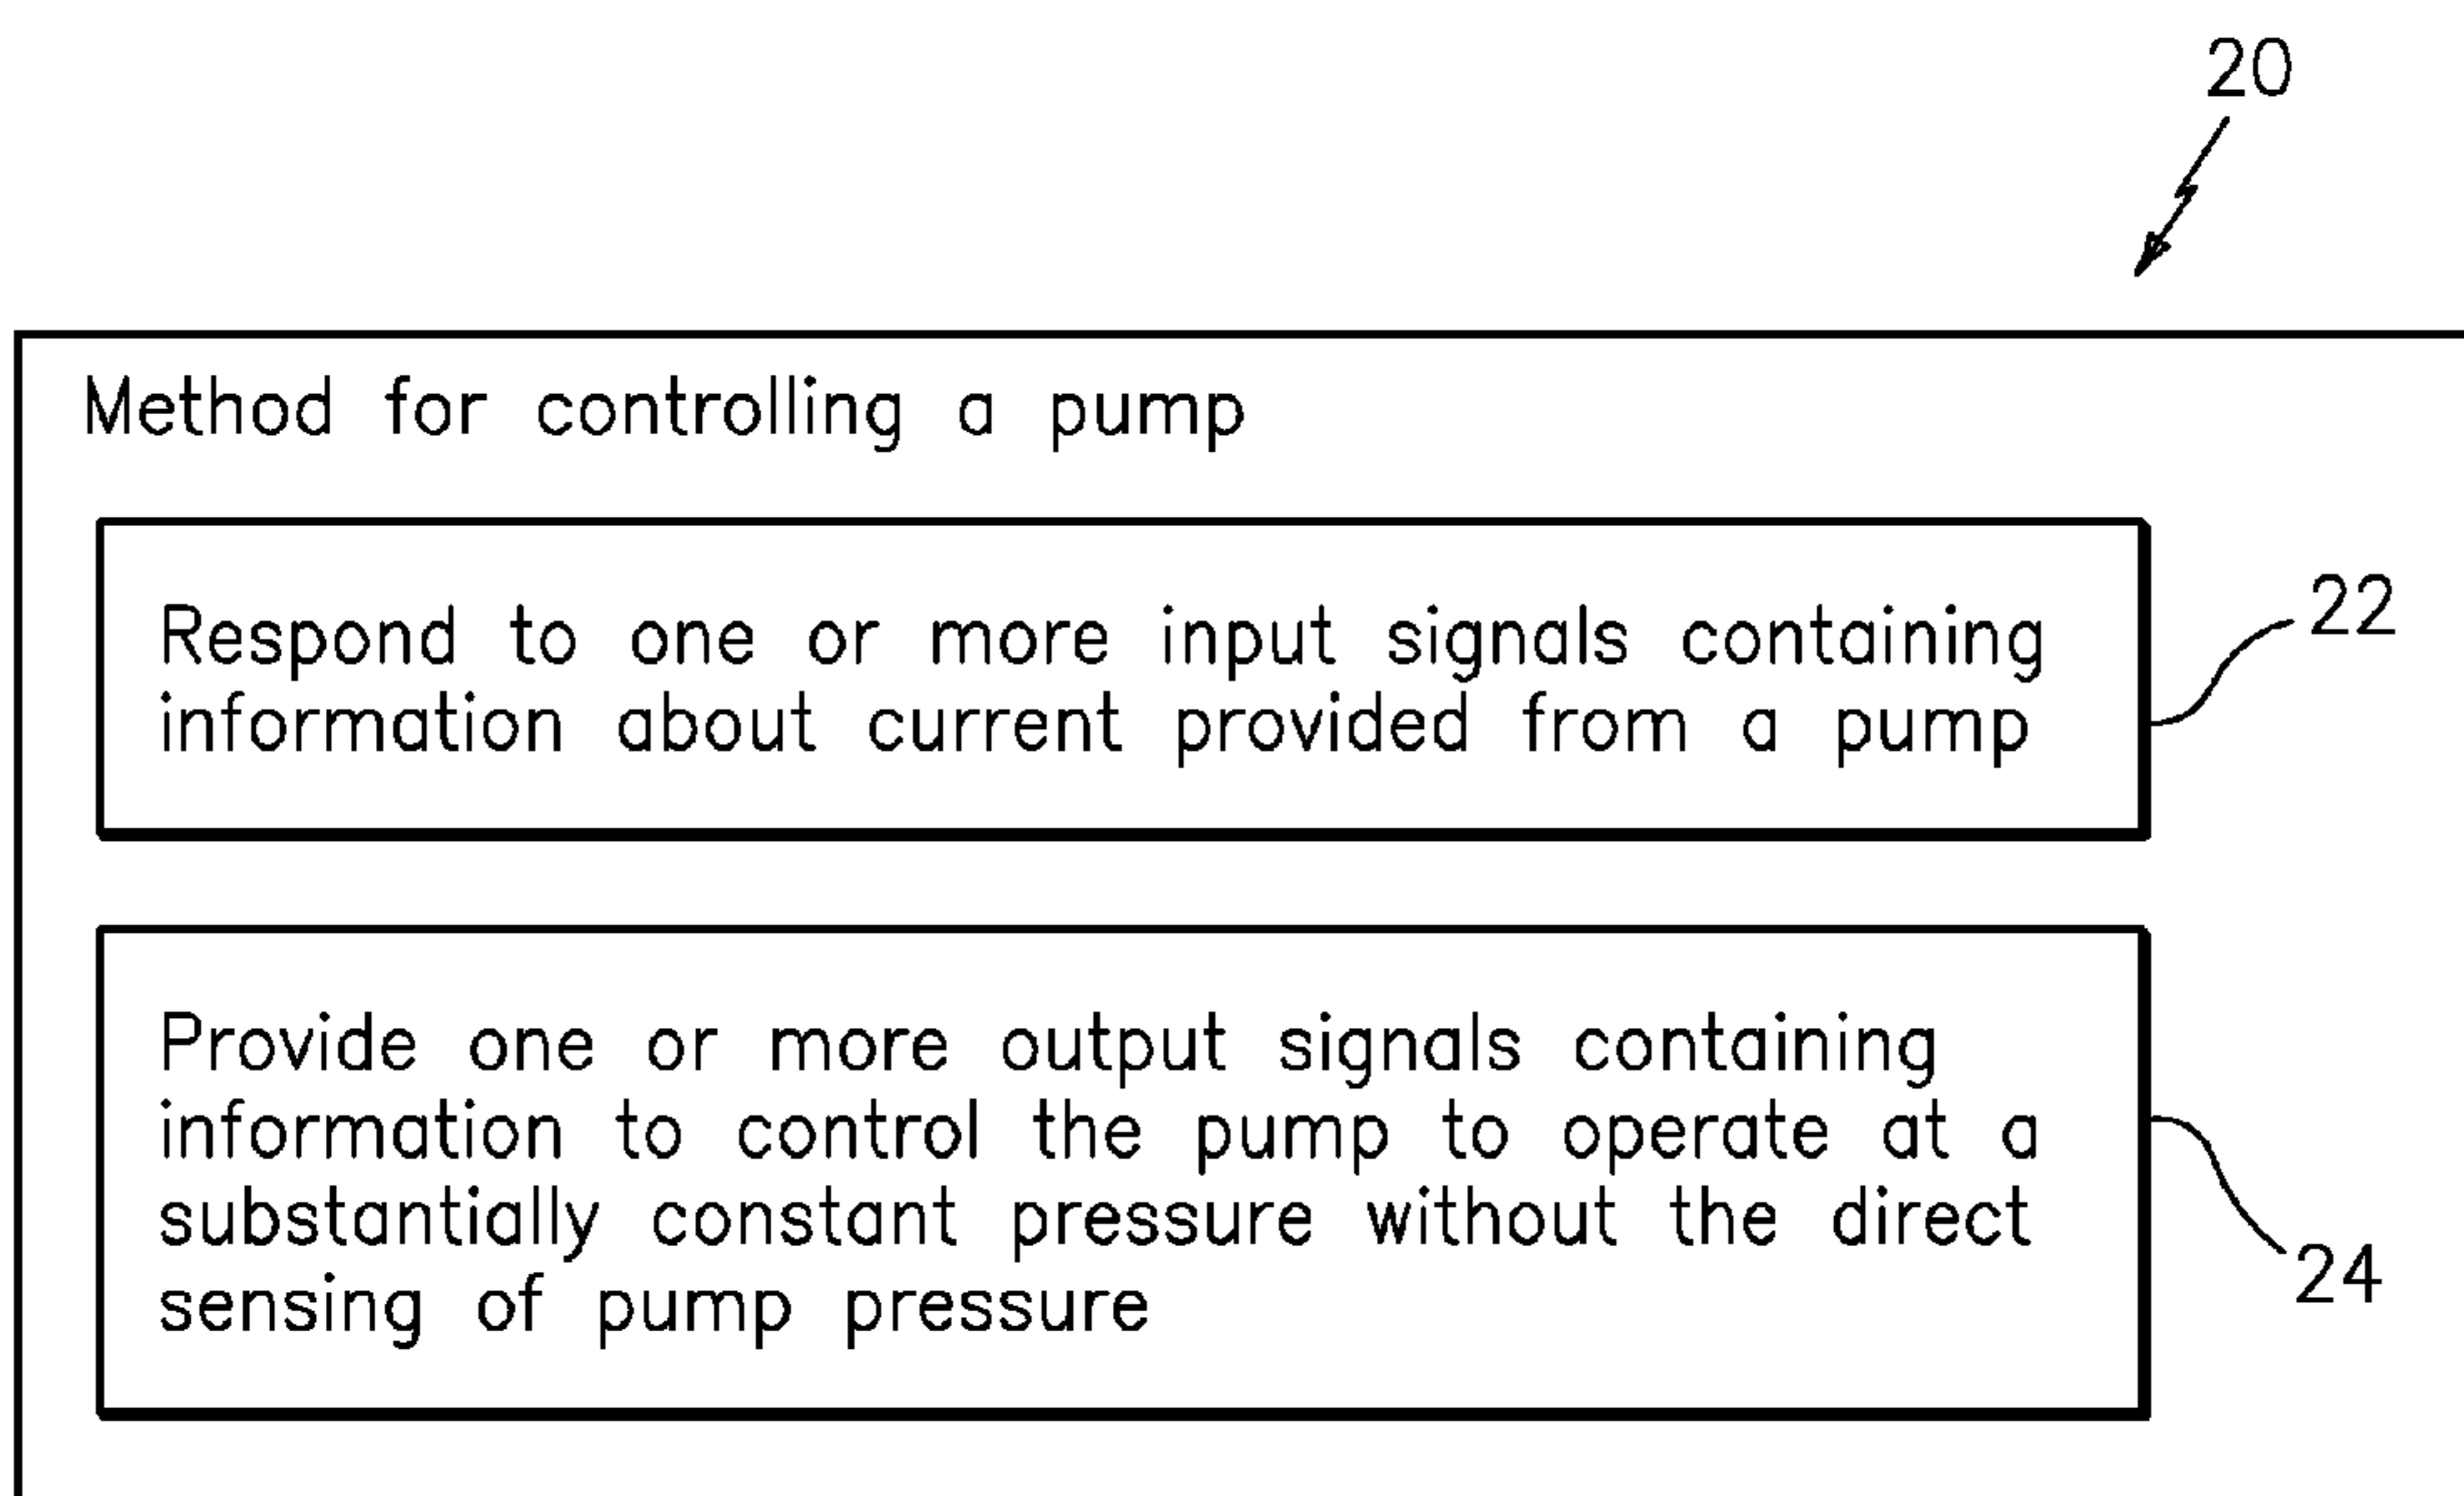 20
Method for controlling a pump
Respond to one or more input signals containing
information about current provided from a pump
22
Provide one or more output signals containing
information to control the pump to operate at a
substantially constant pressure without the direct
sensing of pump pressure
24